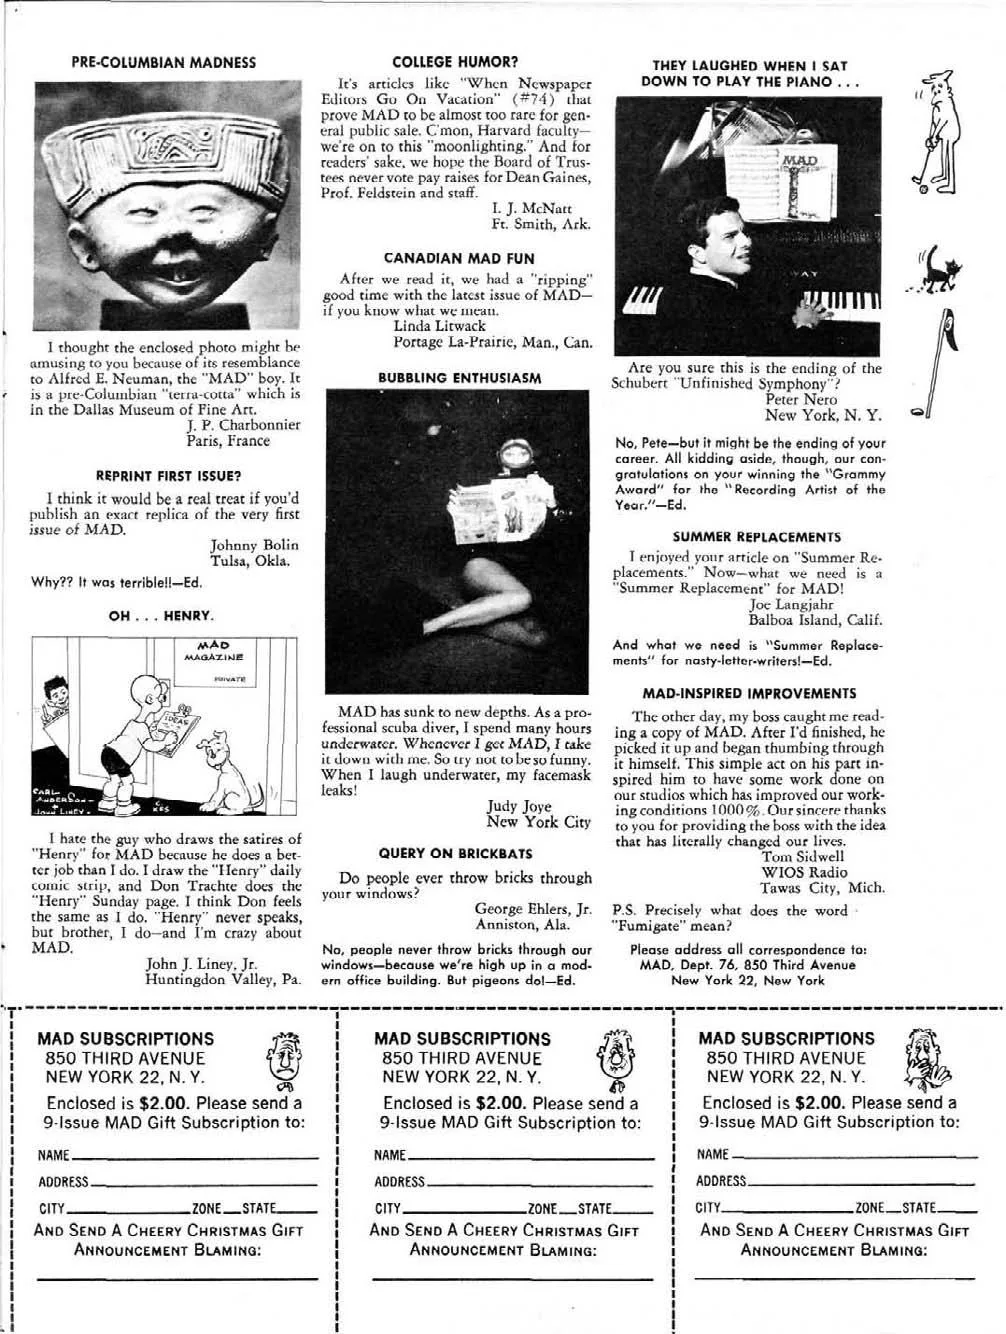 PRE-COLUMBIAN MADNESS
I thought the enclosed photo might be
amusing to you because of its resemblance
to Alfred E. Neuman, the "MAD" boy. It
is a pre-Columbian "terra-cotta" which is
in the Dallas Museum of Fine Art.
J. P. Charbonnier
Paris, France
REPRINT FIRST ISSUE?
I think it would be a real treat if you'd
publish an exact replica of the very first
issue of MAD.
Johnny Bolin
Tulsa, Okla.
Why?? It was terrible!!—Ed.
OH . . . HENRY.
MAD
MAGAZINE
PRIVATE
IDEAS
CARL
ANDERSON
+
JOHN LINEY
I hate the guy who draws the satires of
"Henry" for MAD because he does a bet-
ter job than I do. I draw the "Henry" daily
comic strip, and Don Trachte does the
"Henry" Sunday page. I think Don feels
the same as I do. "Henry" never speaks,
but brother, I do—and I'm crazy about
MAD.
John J. Liney, Jr.
Huntingdon Valley, Pa.
COLLEGE HUMOR?
It's articles like "When Newspaper
Editors Go On Vacation" (#74) that
prove MAD to be almost too rare for gen-
eral public sale. C'mon, Harvard faculty—
we're on to this "moonlighting." And for
readers' sake, we hope the Board of Trus-
tees never vote pay raises for Dean Gaines,
Prof. Feldstein and staff.
I. J. McNatt
Ft. Smith, Ark.
CANADIAN MAD FUN
After we read it, we had a "ripping"
good time with the latest issue of MAD—
if you know what we mean.
Linda Litwack
Portage La-Prairie, Man., Can.
BUBBLING ENTHUSIASM
MAD has sunk to new depths. As a pro-
fessional scuba diver, I spend many hours
underwater. Whenever I get MAD, I take
it down with me. So try not to be so funny.
When I laugh underwater, my facemask
leaks!
Judy Joye
New York City
QUERY ON BRICKBATS
Do people ever throw bricks through
your windows?
George Ehlers, Jr.
Anniston, Ala.
No, people never throw bricks through our
windows—because we're high up in a mod-
ern office building. But pigeons do!—Ed.
THEY LAUGHED WHEN I SAT
DOWN TO PLAY THE PIANO . . .
MAD
WAY
Are you sure this is the ending of the
Schubert "Unfinished Symphony"?
Peter Nero
New York, N. Y.
No, Pete—but it might be the ending of your
career. All kidding aside, though, our con-
gratulations on your winning the "Grammy
Award" for the "Recording Artist of the
Year."—Ed.
SUMMER REPLACEMENTS
I enjoyed your article on "Summer Re-
placements." Now—what we need is a
"Summer Replacement" for MAD!
Joe Langjahr
Balboa Island, Calif.
And what we need is "Summer Replace-
ments" for nasty-letter-writers!—Ed.
MAD-INSPIRED IMPROVEMENTS
The other day, my boss caught me read-
ing a copy of MAD. After I'd finished, he
picked it up and began thumbing through
it himself. This simple act on his part in-
spired him to have some work done on
our studios which has improved our work-
ing conditions 1000%. Our sincere thanks
to you for providing the boss with the idea
that has literally changed our lives.
Tom Sidwell
WIOS Radio
Tawas City, Mich.
P.S. Precisely what does the word
"Fumigate" mean?
Please address all correspondence to:
MAD, Dept. 76, 850 Third Avenue
New York 22, New York
MAD SUBSCRIPTIONS
850 THIRD AVENUE
NEW YORK 22, N. Y.
Enclosed is $2.00. Please send a
9-Issue MAD Gift Subscription to:
NAME
ADDRESS
CITY ZONE STATE
AND SEND A CHEERY CHRISTMAS GIFT
ANNOUNCEMENT BLAMING:
MAD SUBSCRIPTIONS
850 THIRD AVENUE
NEW YORK 22, N. Y.
Enclosed is $2.00. Please send a
9-Issue MAD Gift Subscription to:
NAME
ADDRESS
CITY ZONE STATE
AND SEND A CHEERY CHRISTMAS GIFT
ANNOUNCEMENT BLAMING:
MAD SUBSCRIPTIONS
850 THIRD AVENUE
NEW YORK 22, N. Y.
Enclosed is $2.00. Please send a
9-Issue MAD Gift Subscription to:
NAME
ADDRESS
CITY ZONE STATE
AND SEND A CHEERY CHRISTMAS GIFT
ANNOUNCEMENT BLAMING: